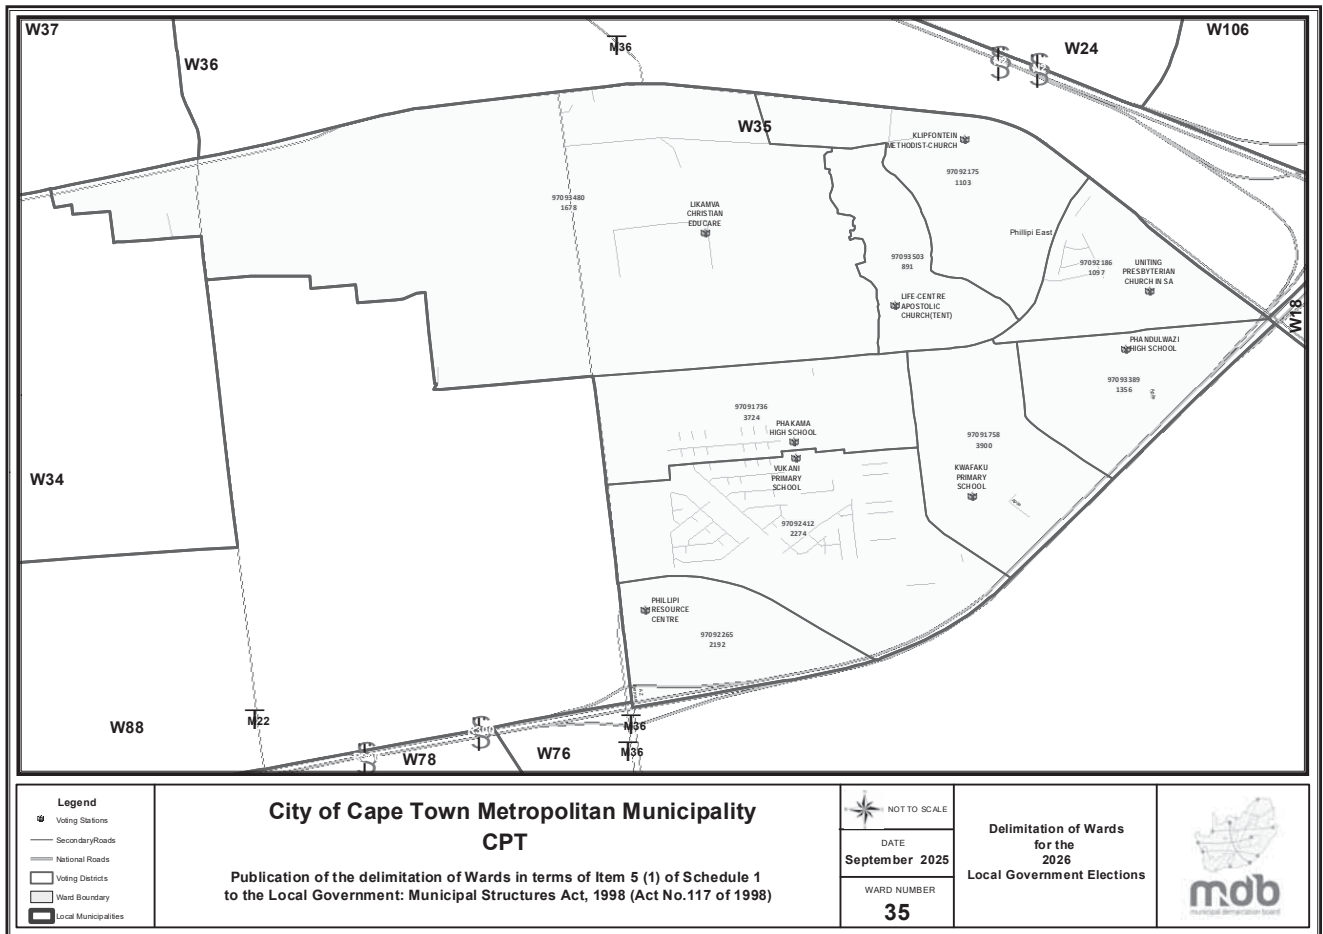 W37
W36
M36
W24
W106
W35
KLIPFONTEIN
METHODIST-CHURCH
97092175
1103
97093480
1678
LIKAMVA
CHRISTIAN
EDUCARE
Phillipi East
97093503
891
97092186
1097
UNITING
PRESBYTERIAN
CHURCH IN SA
LIFE-CENTRE
APOSTOLIC
CHURCH(TENT)
W18
PHANDULWAZI
HIGH SCHOOL
97093389
1356
97091736
3724
PHAKAMA
HIGH SCHOOL
97091758
3900
W34
VUKANI
PRIMARY
SCHOOL
KWAFAKU
PRIMARY
SCHOOL
97092412
2274
PHILLIPI
RESOURCE
CENTRE
97092265
2192
M22
W88
M36
W78
W76
M36
Legend
Voting Stations
SecondaryRoads
National Roads
Voting Districts
Ward Boundary
Local Municipalities
City of Cape Town Metropolitan Municipality
CPT
Publication of the delimitation of Wards in terms of Item 5 (1) of Schedule 1
to the Local Government: Municipal Structures Act, 1998 (Act No.117 of 1998)
NOT TO SCALE
DATE
September 2025
WARD NUMBER
35
Delimitation of Wards
for the
2026
Local Government Elections
mdb
municipal demarcation board